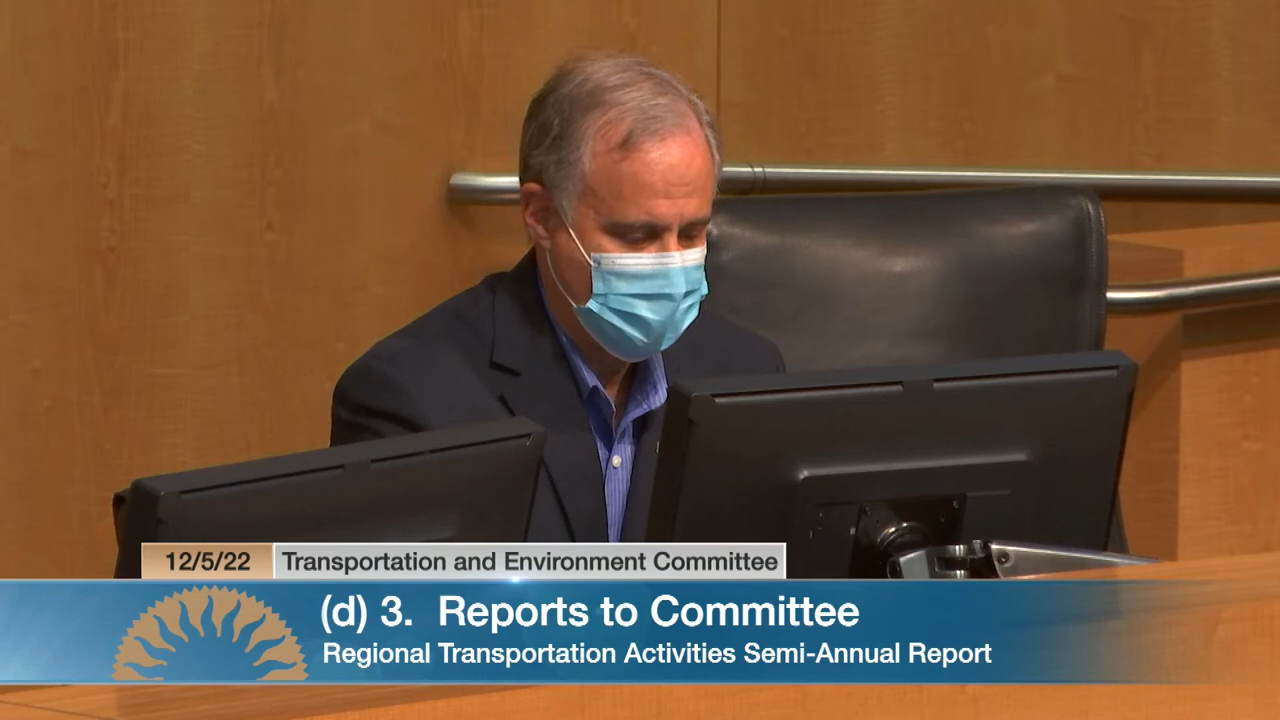 12/5/22 Transportation and Environment Committee
(d) 3. Reports to Committee
Regional Transportation Activities Semi-Annual Report